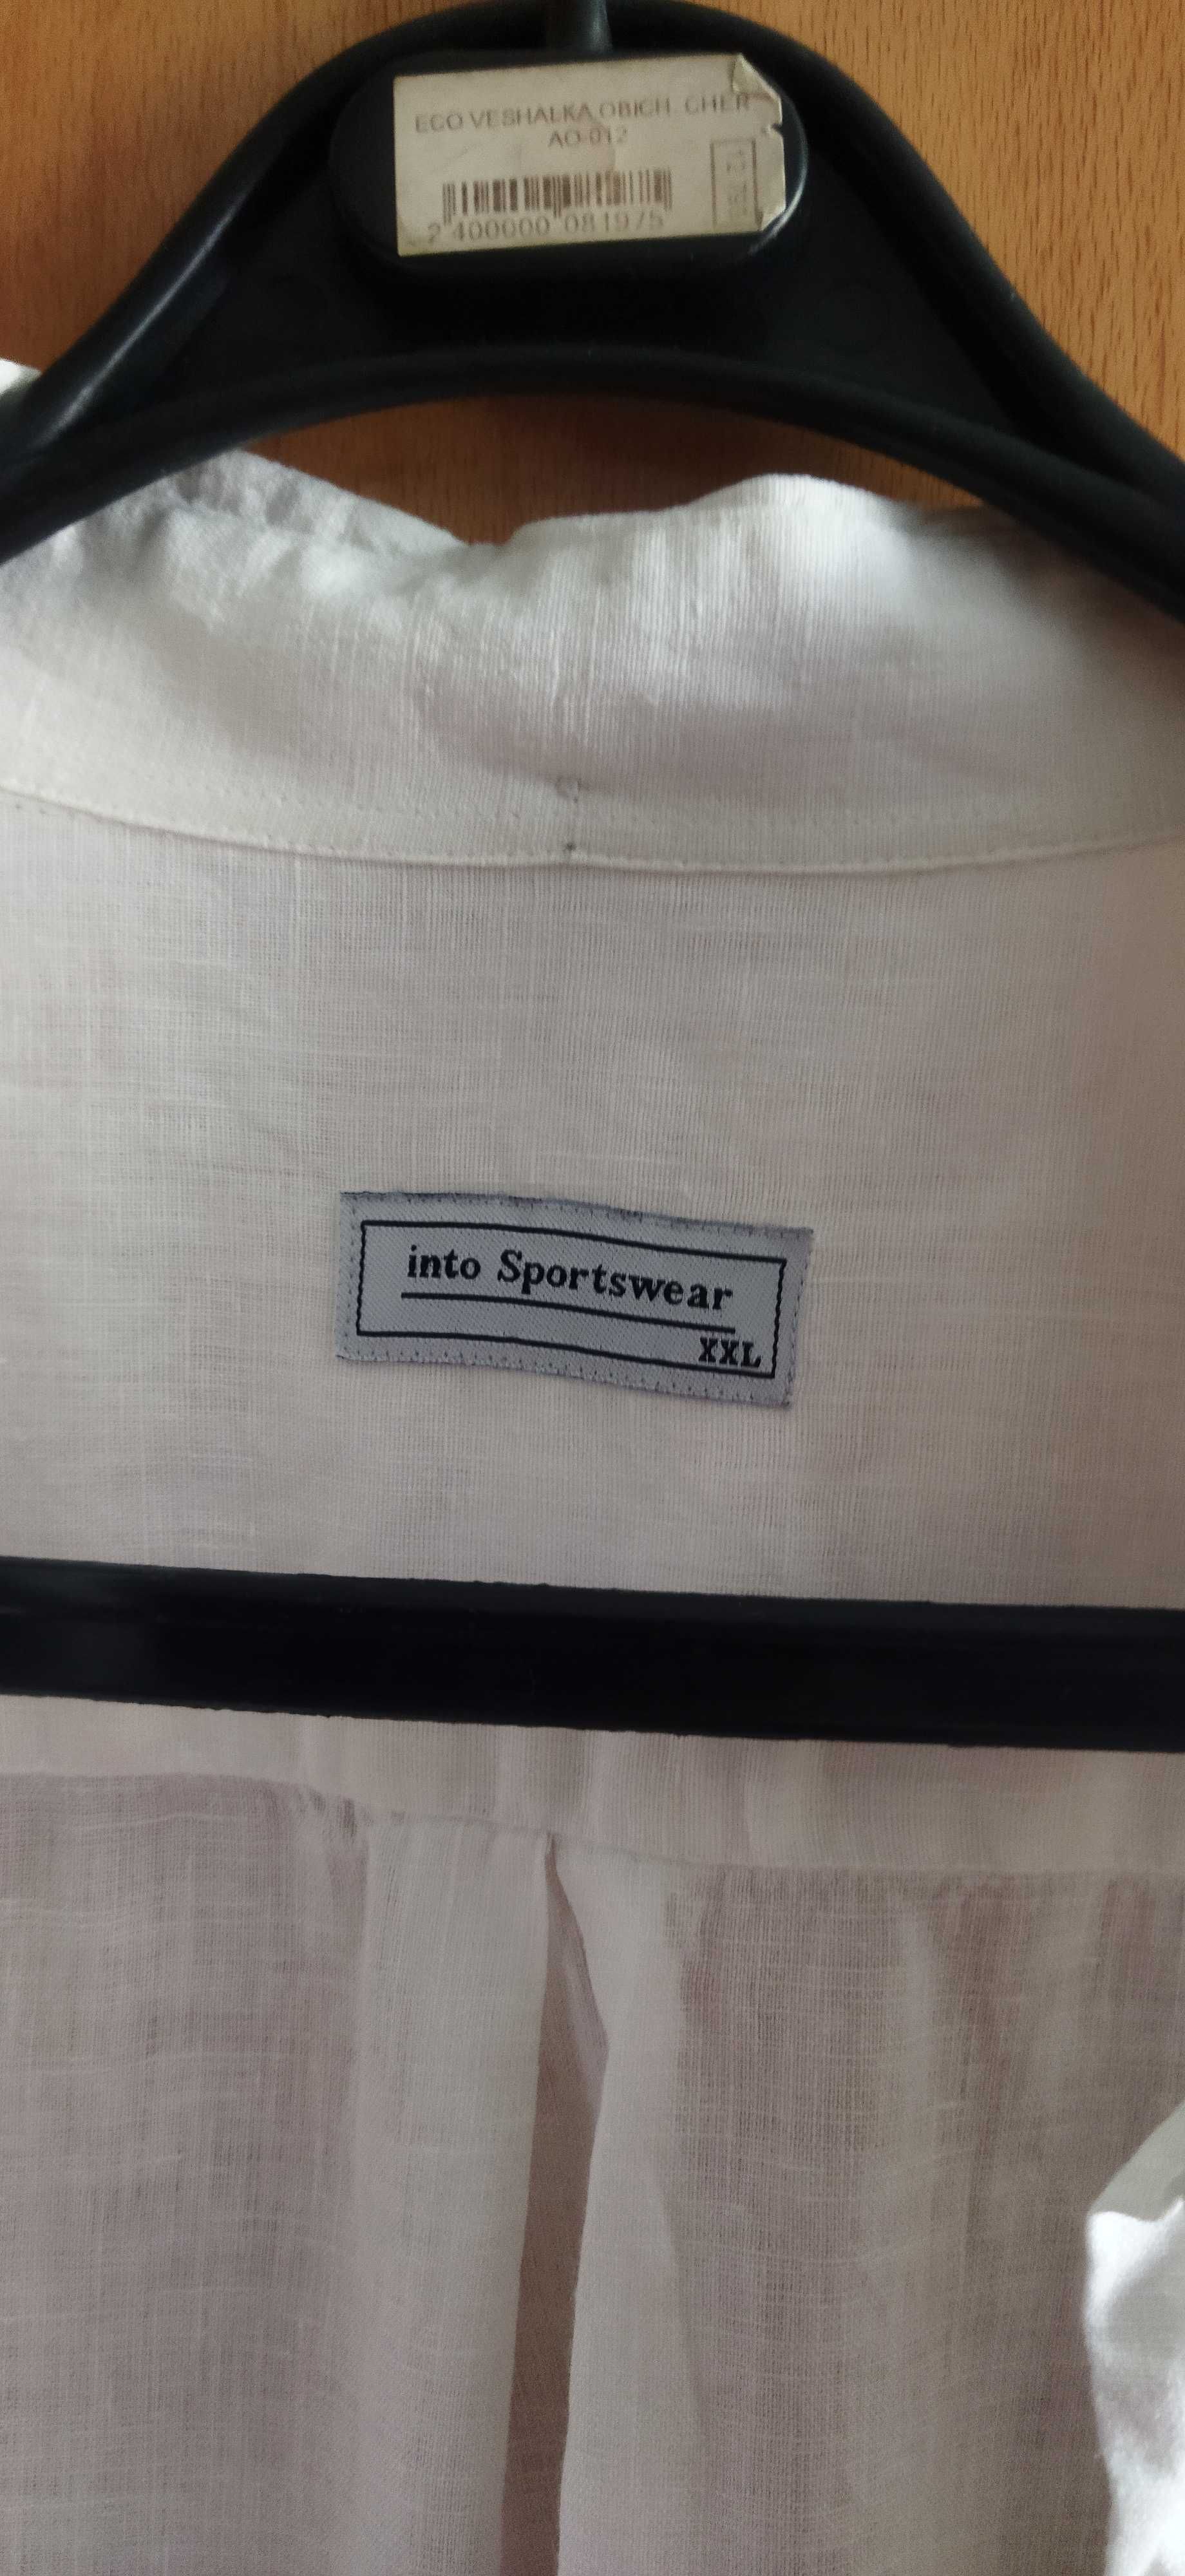 ECO VESHALKA OBICH. CHER
AO-012
2 400000 081975
into Sportswear
XXL